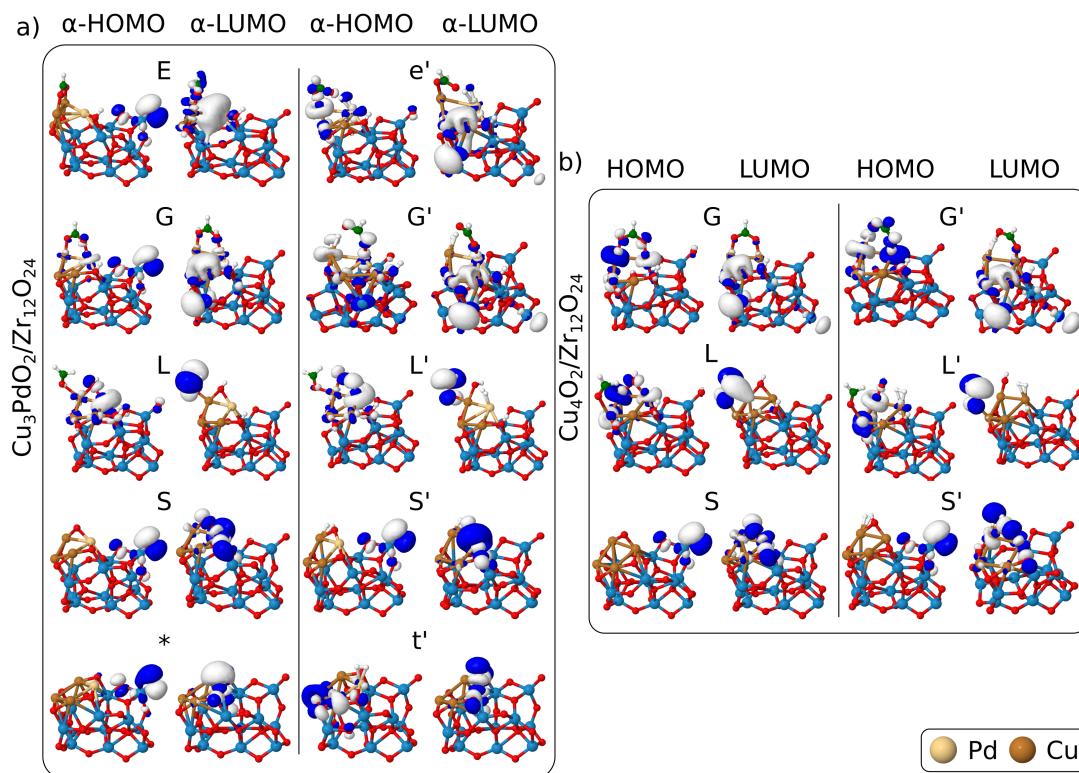 a)
α-HOMO α-LUMO α-HOMO α-LUMO
Cu₃PdO₂/Zr₁₂O₂₄
E e'
G G'
L L'
S S'
* t'
b)
HOMO LUMO HOMO LUMO
Cu₄O₂/Zr₁₂O₂₄
G G'
L L'
S S'
Pd Cu